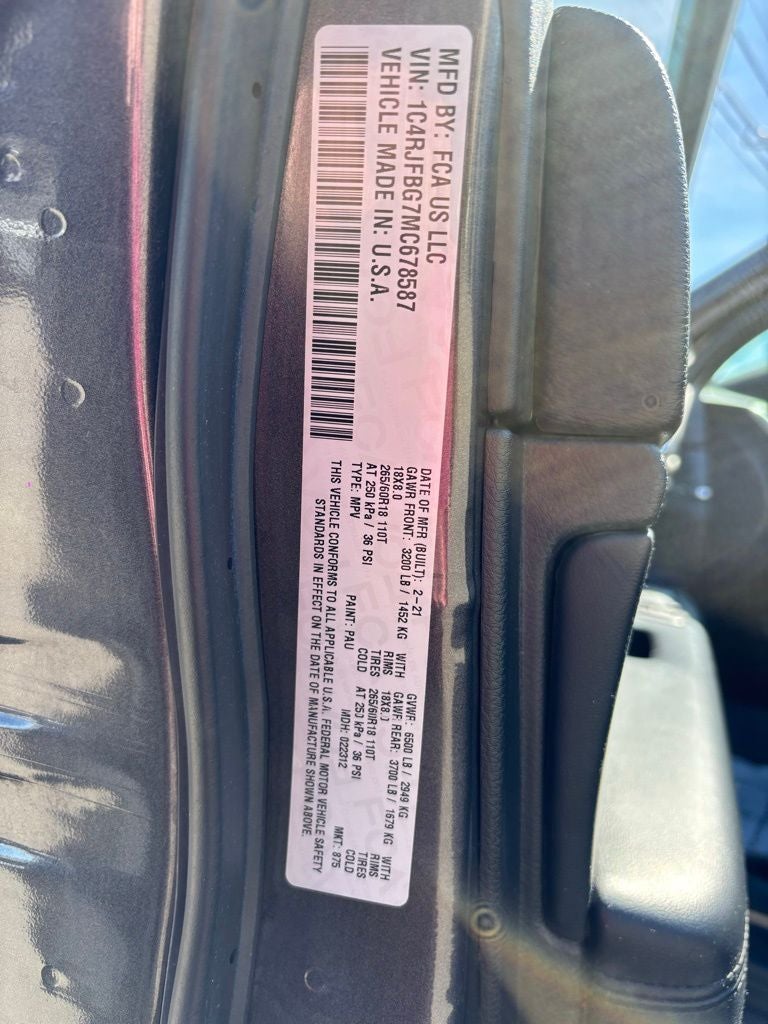 MFD BY: FCA US LLC
VIN: 1C4RJFBG7MC678587
VEHICLE MADE IN: U.S.A.
DATE OF MFR (BUILT): 2-21 GVWR: 6500 LB / 2949 KG
GAWR FRONT: 3200 LB / 1452 KG WITH GAWR REAR: 3700 LB / 1679 KG WITH
18X8.0 RIMS 18X8.0 RIMS
265/60R18 110T TIRES 265/60R18 110T TIRES
AT 250 kPa / 36 PSI COLD AT 250 kPa / 36 PSI COLD
TYPE: MPV PAINT: PAU MDH: 022312 MKT: 875
THIS VEHICLE CONFORMS TO ALL APPLICABLE U.S.A. FEDERAL MOTOR VEHICLE SAFETY
STANDARDS IN EFFECT ON THE DATE OF MANUFACTURE SHOWN ABOVE.